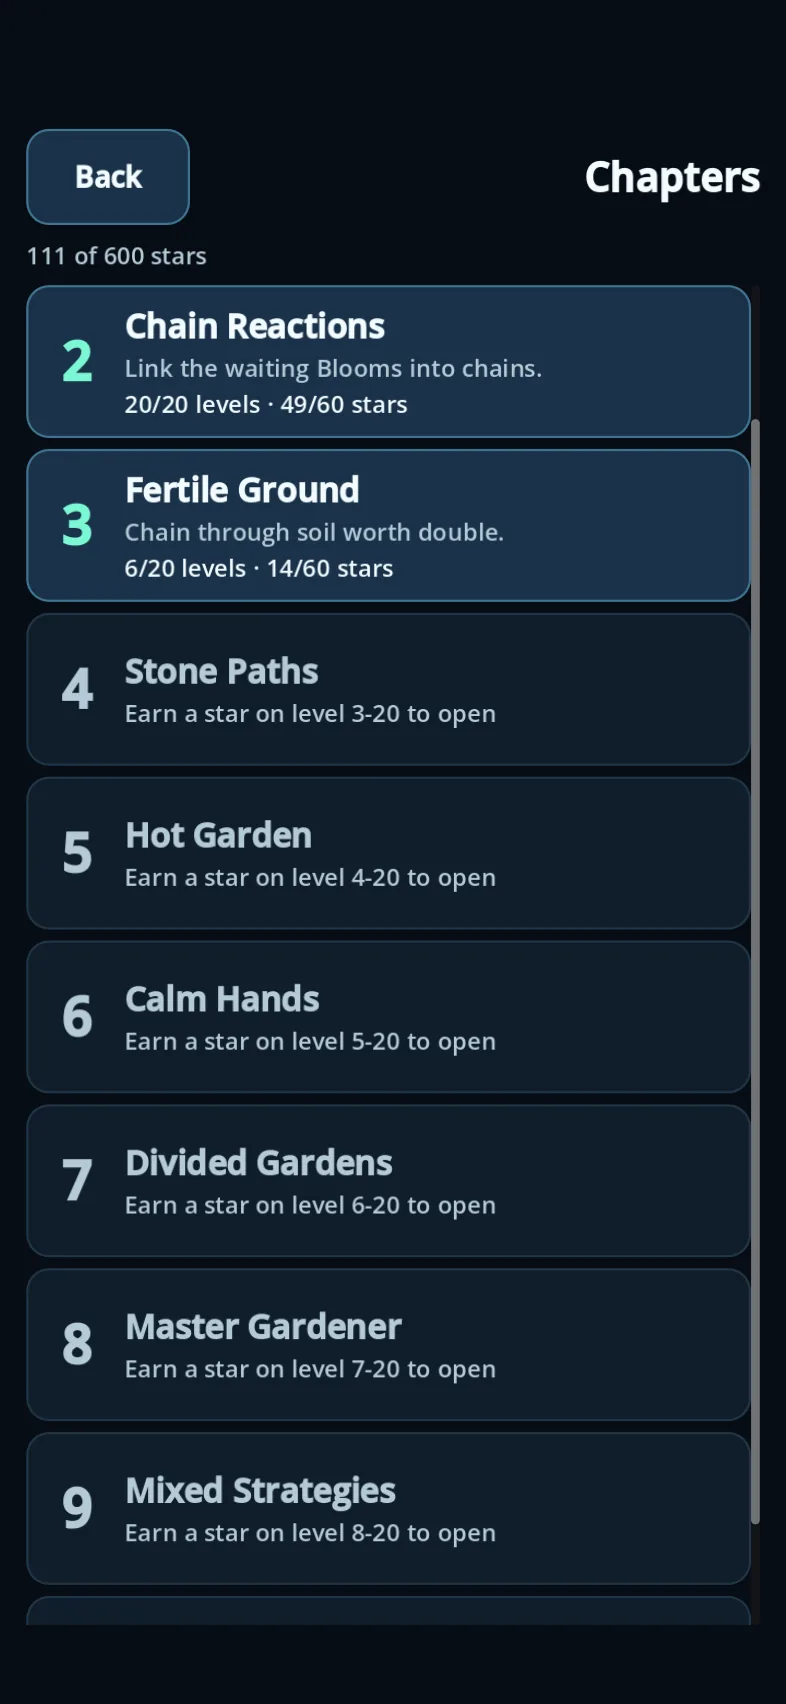 Back
Chapters
111 of 600 stars
2
Chain Reactions
Link the waiting Blooms into chains.
20/20 levels · 49/60 stars
3
Fertile Ground
Chain through soil worth double.
6/20 levels · 14/60 stars
4
Stone Paths
Earn a star on level 3-20 to open
5
Hot Garden
Earn a star on level 4-20 to open
6
Calm Hands
Earn a star on level 5-20 to open
7
Divided Gardens
Earn a star on level 6-20 to open
8
Master Gardener
Earn a star on level 7-20 to open
9
Mixed Strategies
Earn a star on level 8-20 to open